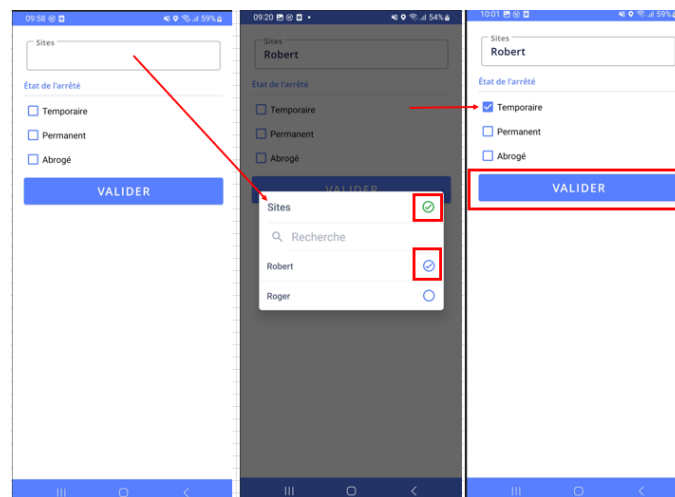 09:58 59%
Sites
État de l'arrêté
Temporaire
Permanent
Abrogé
VALIDER
09:20 54%
Sites
Robert
État de l'arrêté
Temporaire
Permanent
Abrogé
VALIDER
Sites
Recherche
Robert
Roger
10:01 59%
Sites
Robert
État de l'arrêté
Temporaire
Permanent
Abrogé
VALIDER